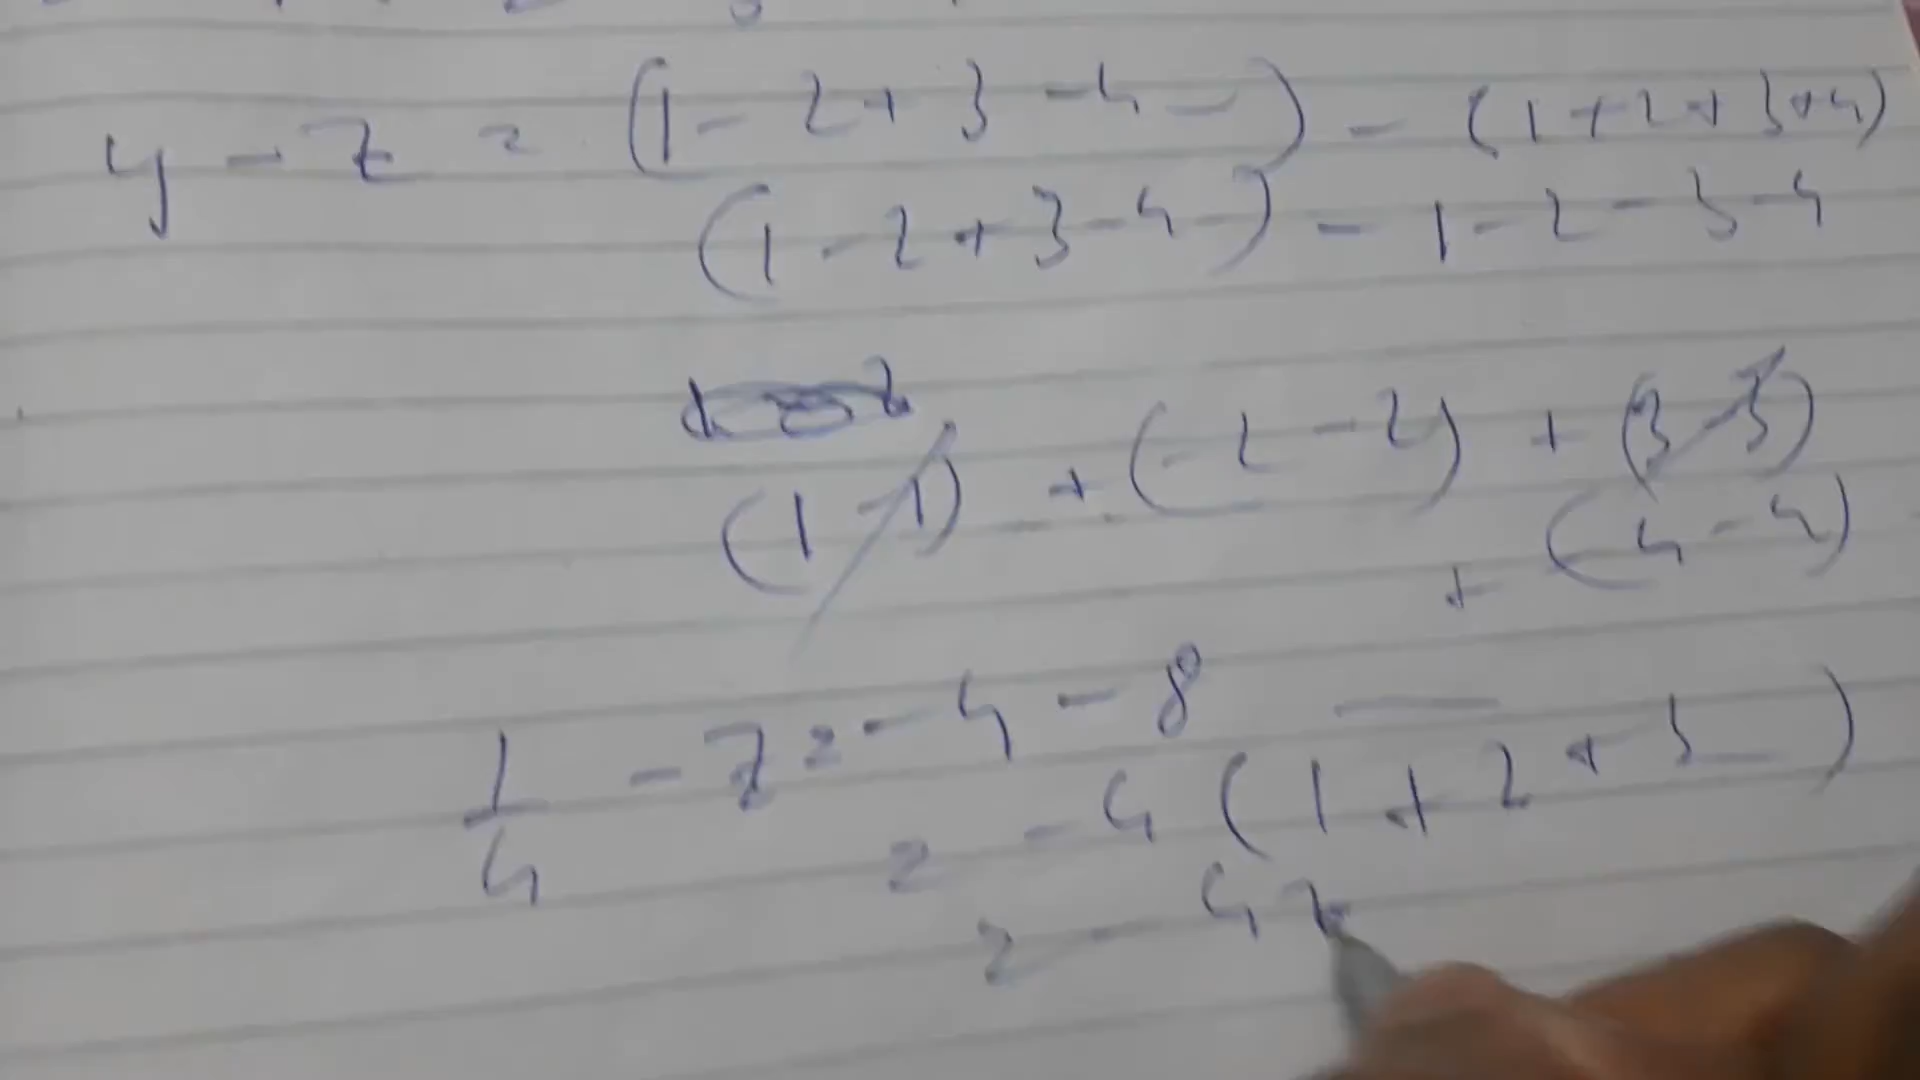 y - z = (1 - 2 + 3 - 4 - ) - (1 + 2 + 3 + 4)
(1 - 2 + 3 - 4 - ) - 1 - 2 - 3 - 4
(1 - 1) + (-2 - 2) + (3 - 3)
+ (4 - 4)
1/4 - z = - 4 - 8 —
= - 4 (1 + 2 + 3 _ )
= - 4z